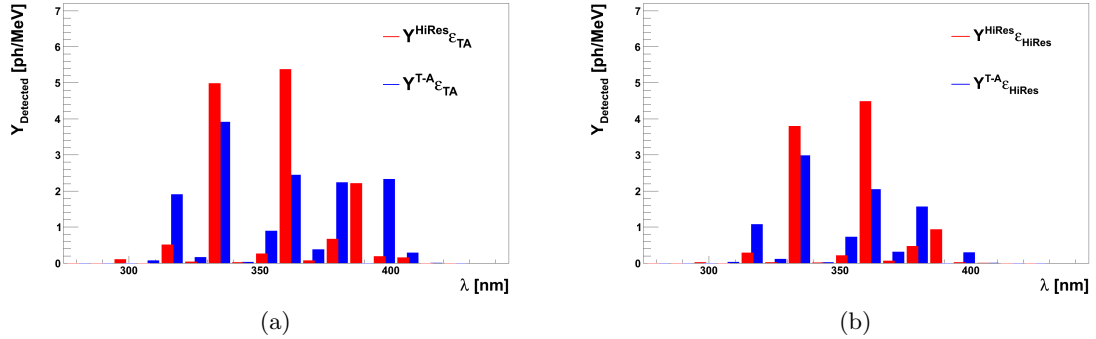 Y_Detected [ph/MeV]
7
6
5
4
3
2
1
0
Y^HiRes ε_TA
Y^T-A ε_TA
300 350 400
λ [nm]
(a)
Y_Detected [ph/MeV]
7
6
5
4
3
2
1
0
Y^HiRes ε_HiRes
Y^T-A ε_HiRes
300 350 400
λ [nm]
(b)